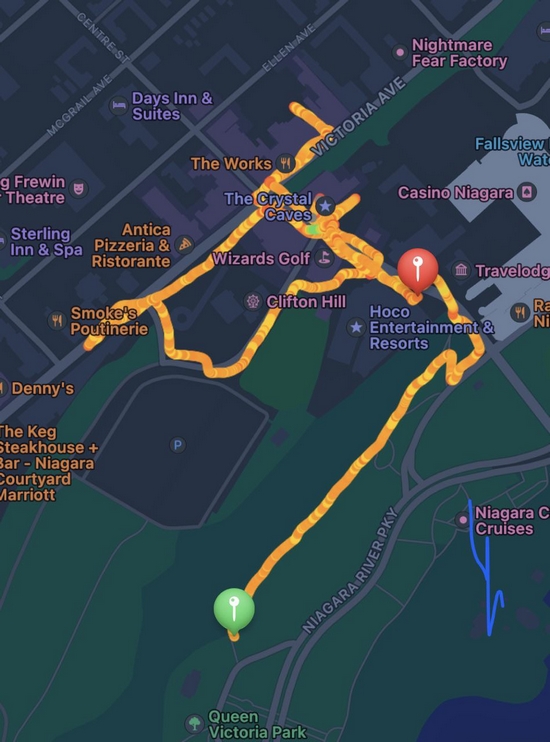 CENTRE ST
ELLEN AVE
MCGRAIL AVE
Nightmare
Fear Factory
Days Inn &
Suites
VICTORIA AVE
The Works
Fallsview
Wat
g Frewin
Theatre
The Crystal
Caves
Casino Niagara
Sterling
Inn & Spa
Antica
Pizzeria &
Ristorante
Wizards Golf
Travelodg
Clifton Hill
Smoke's
Poutinerie
Hoco
Entertainment &
Resorts
Ra
Ni
Denny's
The Keg
Steakhouse +
Bar - Niagara
Courtyard
Marriott
P
Niagara C
Cruises
NIAGARA RIVER PKY
Queen
Victoria Park